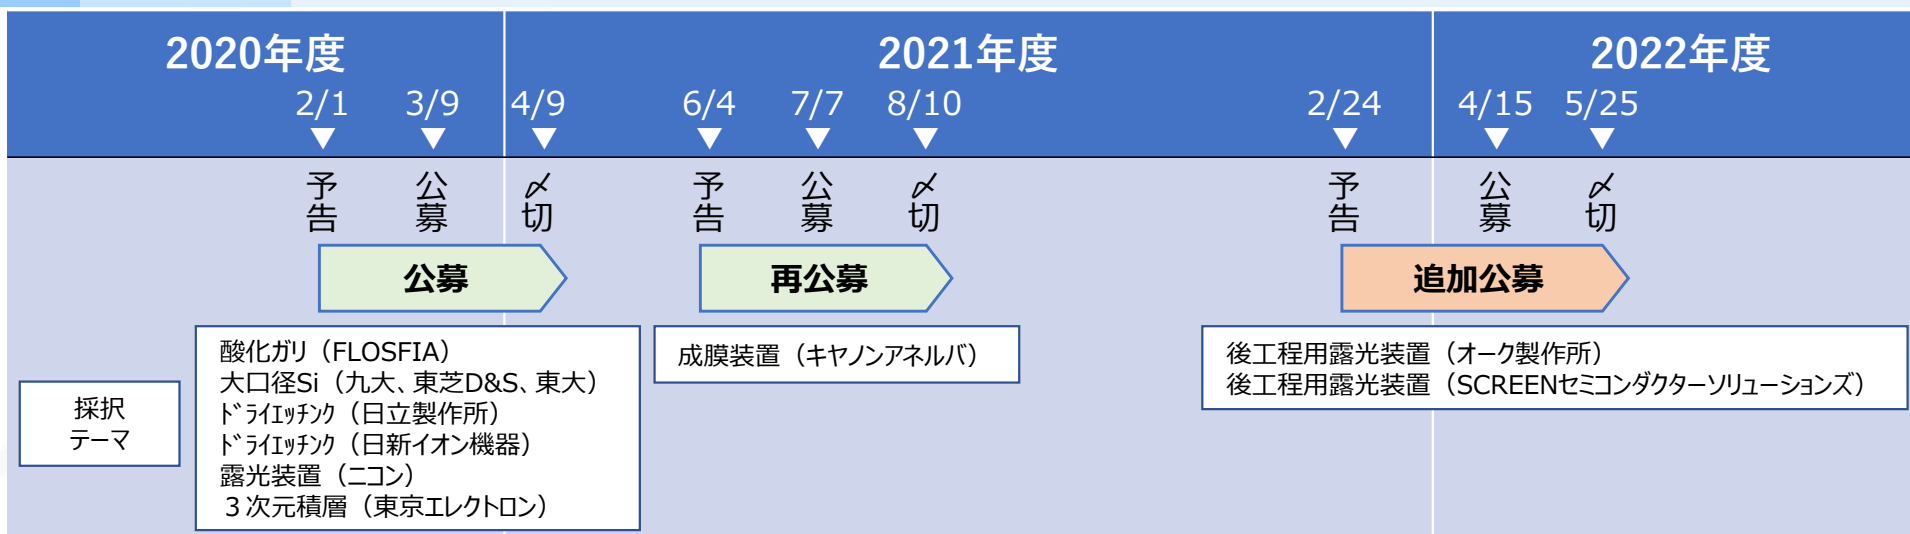 2020年度
2021年度
2022年度
2/1
3/9
4/9
6/4
7/7
8/10
2/24
4/15
5/25
予告
公募
〆切
予告
公募
〆切
予告
公募
〆切
公募
再公募
追加公募
採択
テーマ
酸化ガリ（FLOSFIA）
大口径Si（九大、東芝D&S、東大）
ﾄﾞﾗｲｴｯﾁﾝｸ（日立製作所）
ﾄﾞﾗｲｴｯﾁﾝｸ（日新イオン機器）
露光装置（ニコン）
３次元積層（東京エレクトロン）
成膜装置（キヤノンアネルバ）
後工程用露光装置（オーク製作所）
後工程用露光装置（SCREENセミコンダクターソリューションズ）